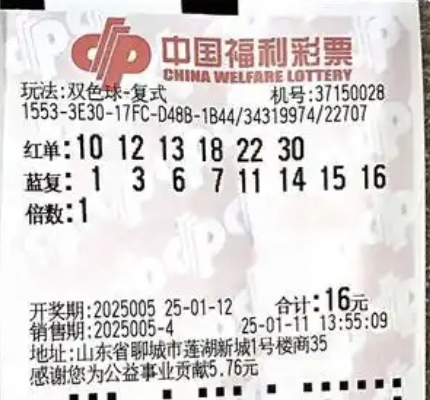 中国福利彩票
CHINA WELFARE LOTTERY
玩法:双色球-复式 机号:37150028
1553-3E30-17FC-D48B-1B44/34319974/22707
红单:10 12 13 18 22 30
蓝复: 1 3 6 7 11 14 15 16
倍数:1
开奖期:2025005 25-01-12 合计:16元
销售期:2025005-4 25-01-11 13:55:09
地址:山东省聊城市莲湖新城1号楼商35
感谢您为公益事业贡献5.76元